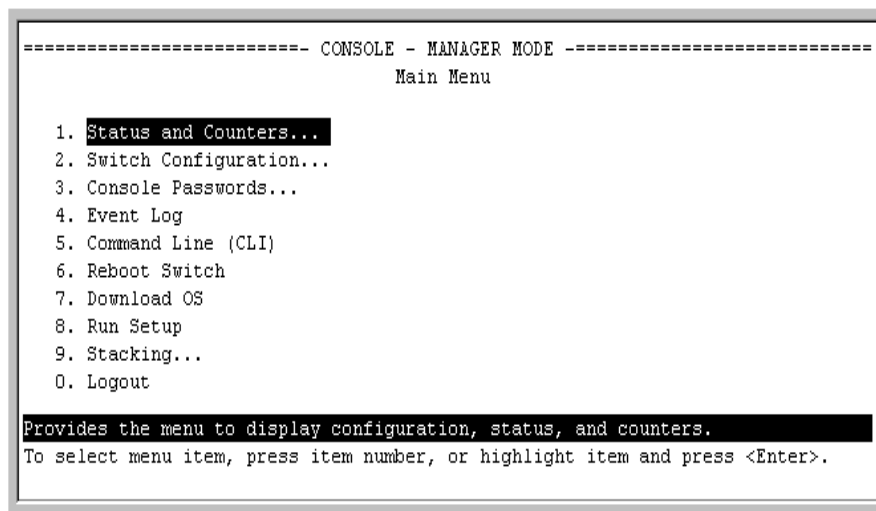 ==========================- CONSOLE - MANAGER MODE -============================
Main Menu
1. Status and Counters...
2. Switch Configuration...
3. Console Passwords...
4. Event Log
5. Command Line (CLI)
6. Reboot Switch
7. Download OS
8. Run Setup
9. Stacking...
0. Logout
Provides the menu to display configuration, status, and counters.
To select menu item, press item number, or highlight item and press <Enter>.